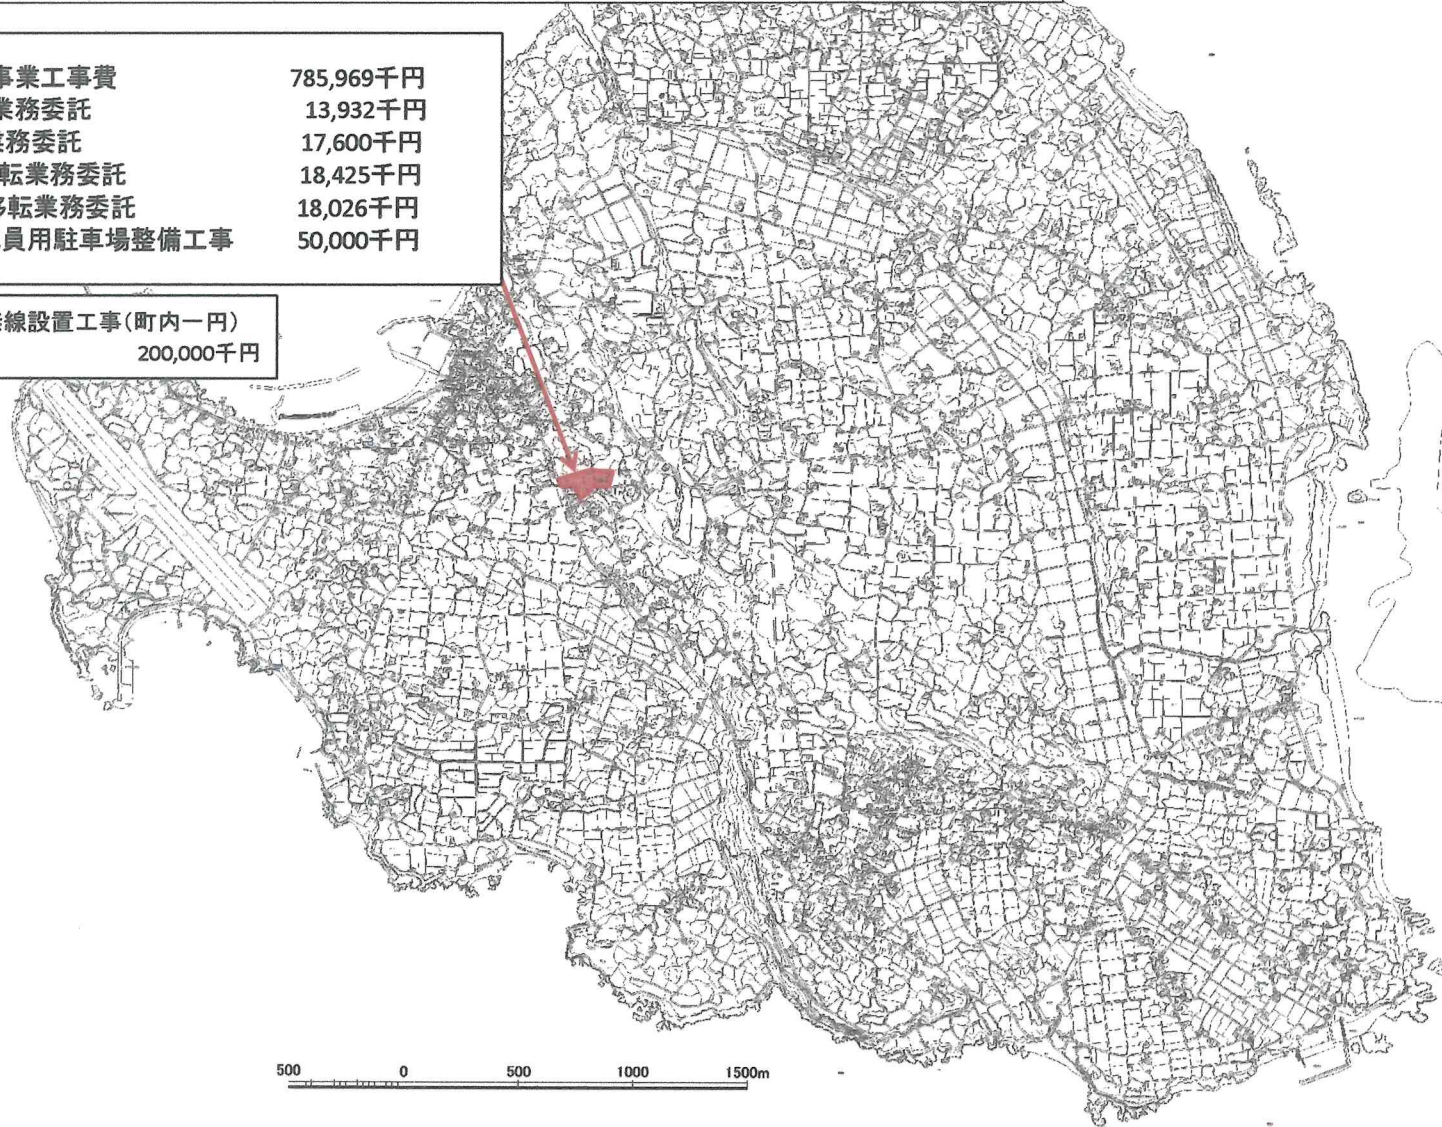 事業工事費 785,969千円
業務委託 13,932千円
業務委託 17,600千円
転業務委託 18,425千円
移転業務委託 18,026千円
員用駐車場整備工事 50,000千円
線設置工事(町内一円)
200,000千円
500 0 500 1000 1500m